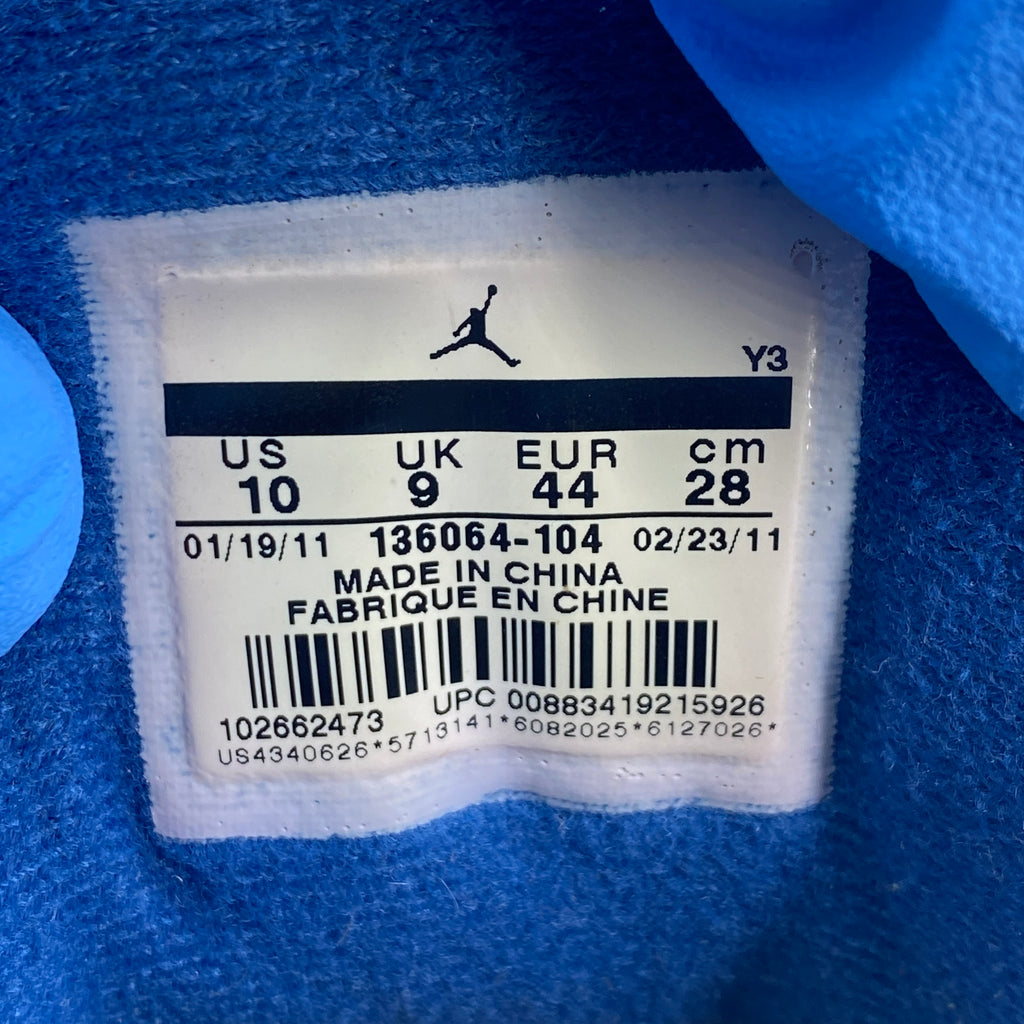 Y3
US UK EUR cm
10 9 44 28
01/19/11 136064-104 02/23/11
MADE IN CHINA
FABRIQUE EN CHINE
102662473 UPC 00883419215926
US4340626*5713141*6082025*6127026*